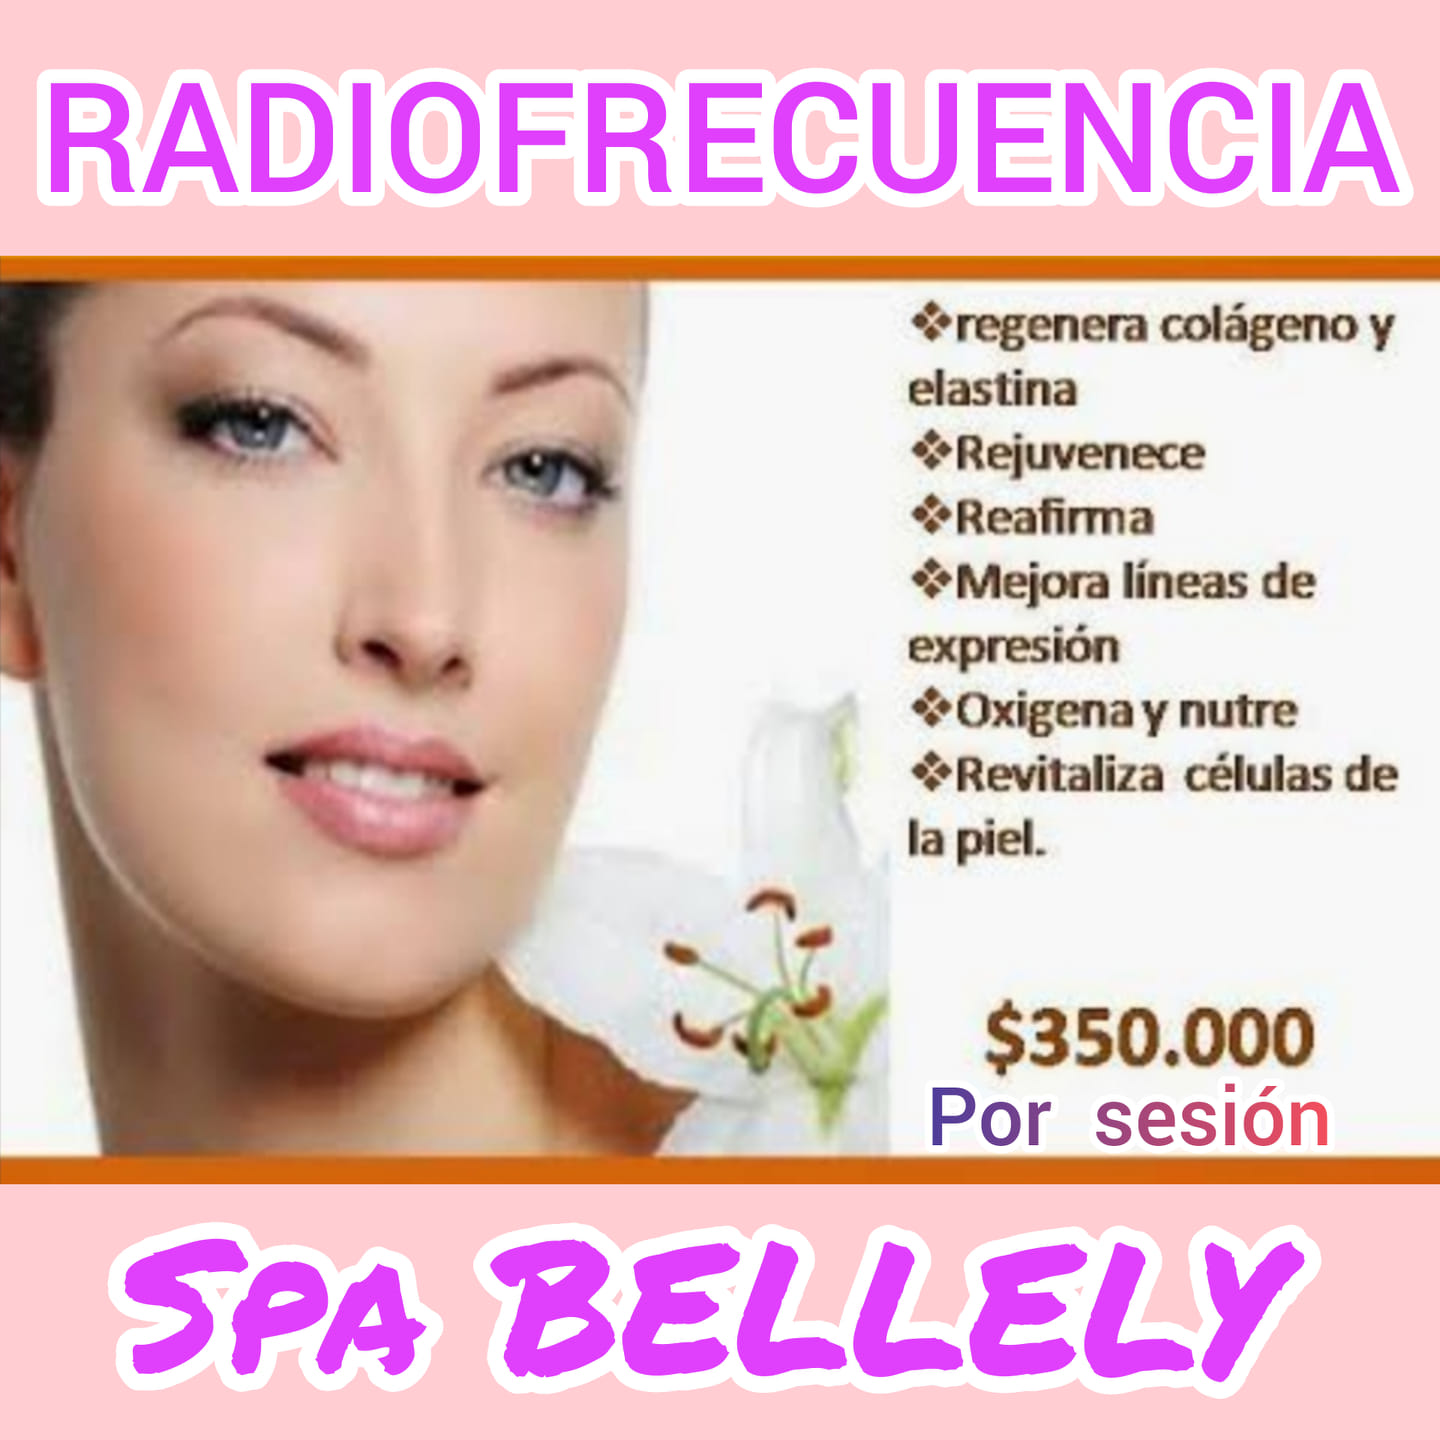 RADIOFRECUENCIA
❖regenera colágeno y
elastina
❖Rejuvenece
❖Reafirma
❖Mejora líneas de
expresión
❖Oxigena y nutre
❖Revitaliza células de
la piel.
$350.000
Por sesión
Spa BELLELY